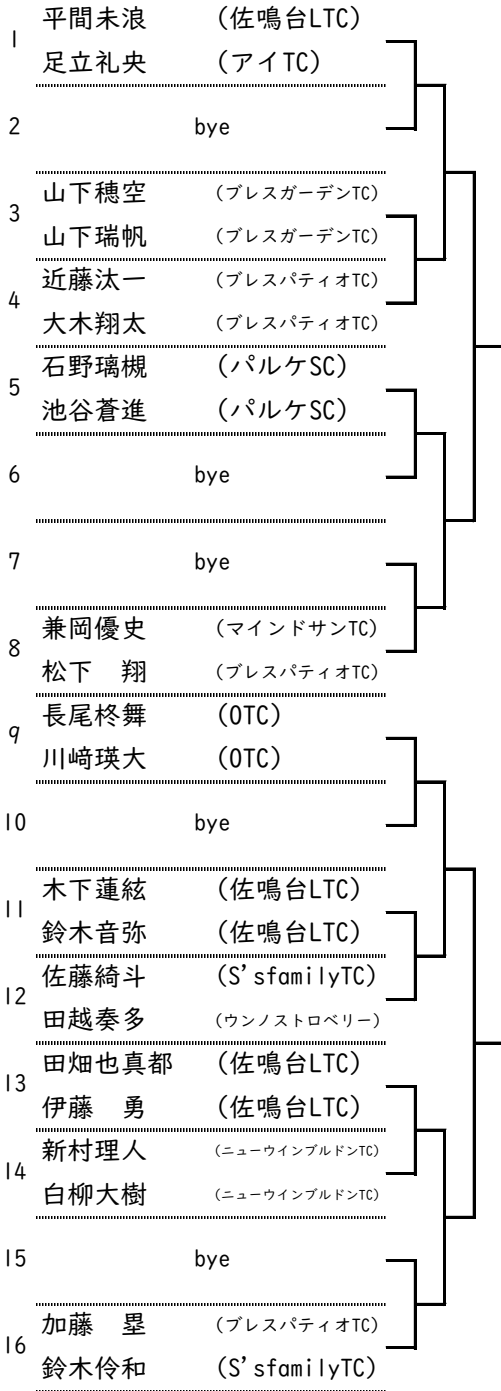 1
平間未浪 (佐鳴台LTC)
足立礼央 (アイTC)
2 bye
3
山下穂空 (ブレスガーデンTC)
山下瑞帆 (ブレスガーデンTC)
4
近藤汰一 (ブレスパティオTC)
大木翔太 (ブレスパティオTC)
5
石野璃槻 (パルケSC)
池谷蒼進 (パルケSC)
6 bye
7 bye
8
兼岡優史 (マインドサンTC)
松下　翔 (ブレスパティオTC)
9
長尾柊舞 (OTC)
川﨑瑛大 (OTC)
10 bye
11
木下蓮絃 (佐鳴台LTC)
鈴木音弥 (佐鳴台LTC)
12
佐藤綺斗 (S'sfamilyTC)
田越奏多 (ウンノストロベリー)
13
田畑也真都 (佐鳴台LTC)
伊藤　勇 (佐鳴台LTC)
14
新村理人 (ニューウインブルドンTC)
白柳大樹 (ニューウインブルドンTC)
15 bye
16
加藤　塁 (ブレスパティオTC)
鈴木伶和 (S'sfamilyTC)